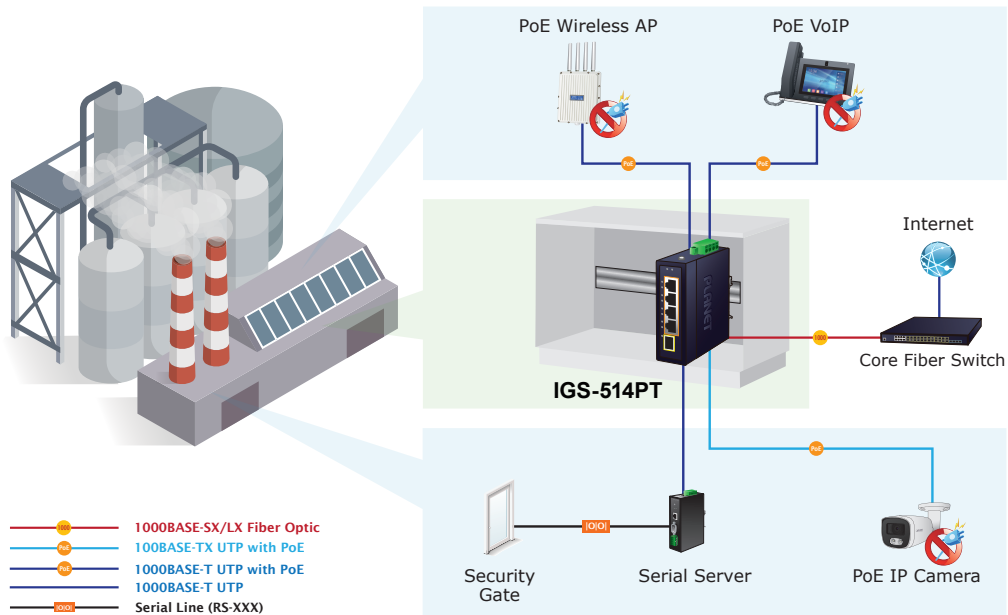 PoE Wireless AP
PoE VoIP
PoE
PoE
Internet
PLANET
1000
Core Fiber Switch
IGS-514PT
PoE
|O|O|
Security
Gate
Serial Server
PoE IP Camera
1000
1000BASE-SX/LX Fiber Optic
PoE
100BASE-TX UTP with PoE
PoE
1000BASE-T UTP with PoE
1000BASE-T UTP
|O|O|
Serial Line (RS-XXX)